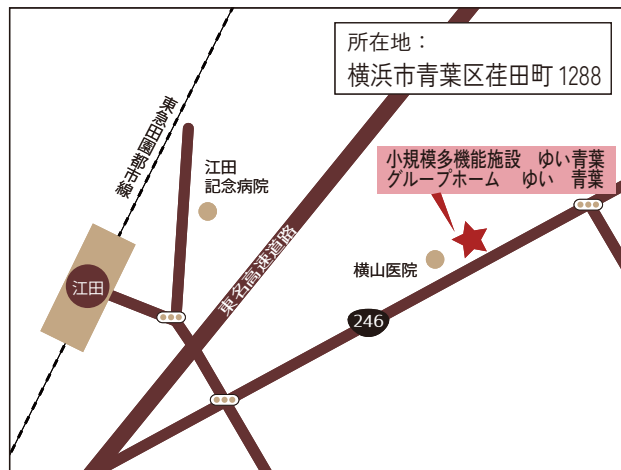 所在地：
横浜市青葉区荏田町 1288
東急田園都市線
江田
記念病院
小規模多機能施設　ゆい青葉
グループホーム　ゆい　青葉
東名高速道路
横山医院
江田
246